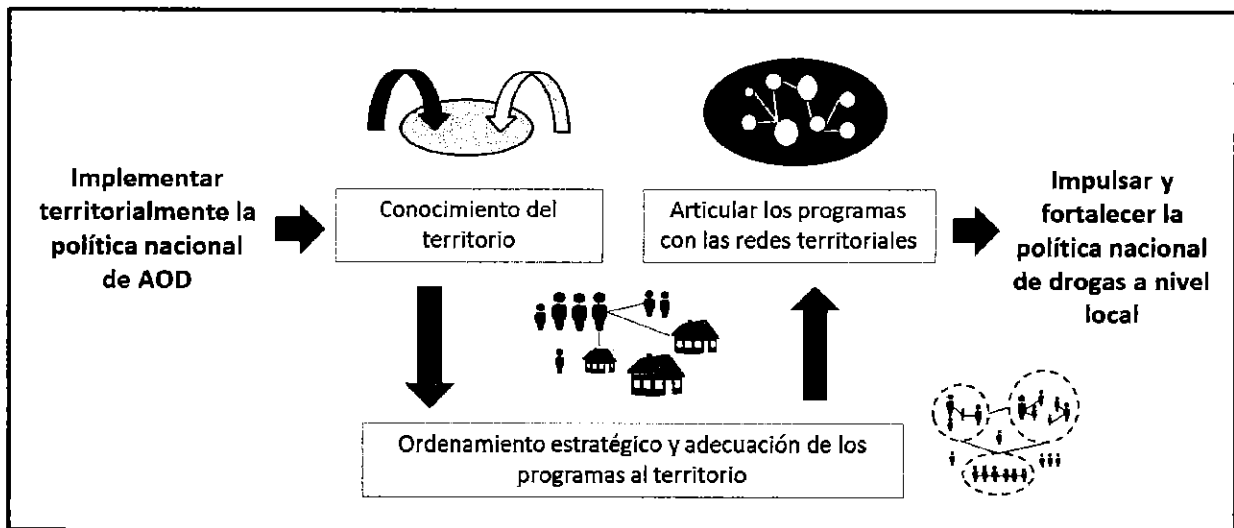 Implementar
territorialmente la
política nacional
de AOD
Conocimiento del
territorio
Articular los programas
con las redes territoriales
Impulsar y
fortalecer la
política nacional
de drogas a nivel
local
Ordenamiento estratégico y adecuación de los
programas al territorio